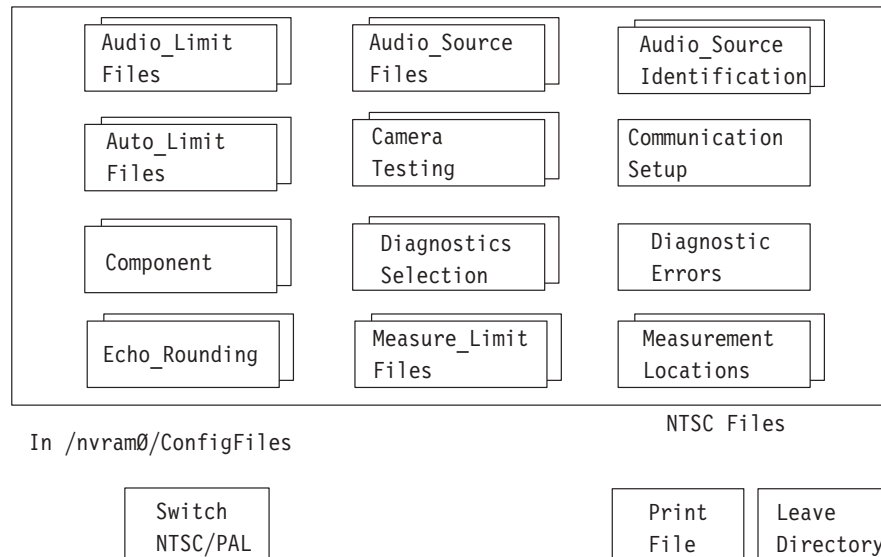 Audio_Limit
Files
Audio_Source
Files
Audio_Source
Identification
Auto_Limit
Files
Camera
Testing
Communication
Setup
Component
Diagnostics
Selection
Diagnostic
Errors
Echo_Rounding
Measure_Limit
Files
Measurement
Locations
NTSC Files
In /nvramØ/ConfigFiles
Switch
NTSC/PAL
Print
File
Leave
Directory